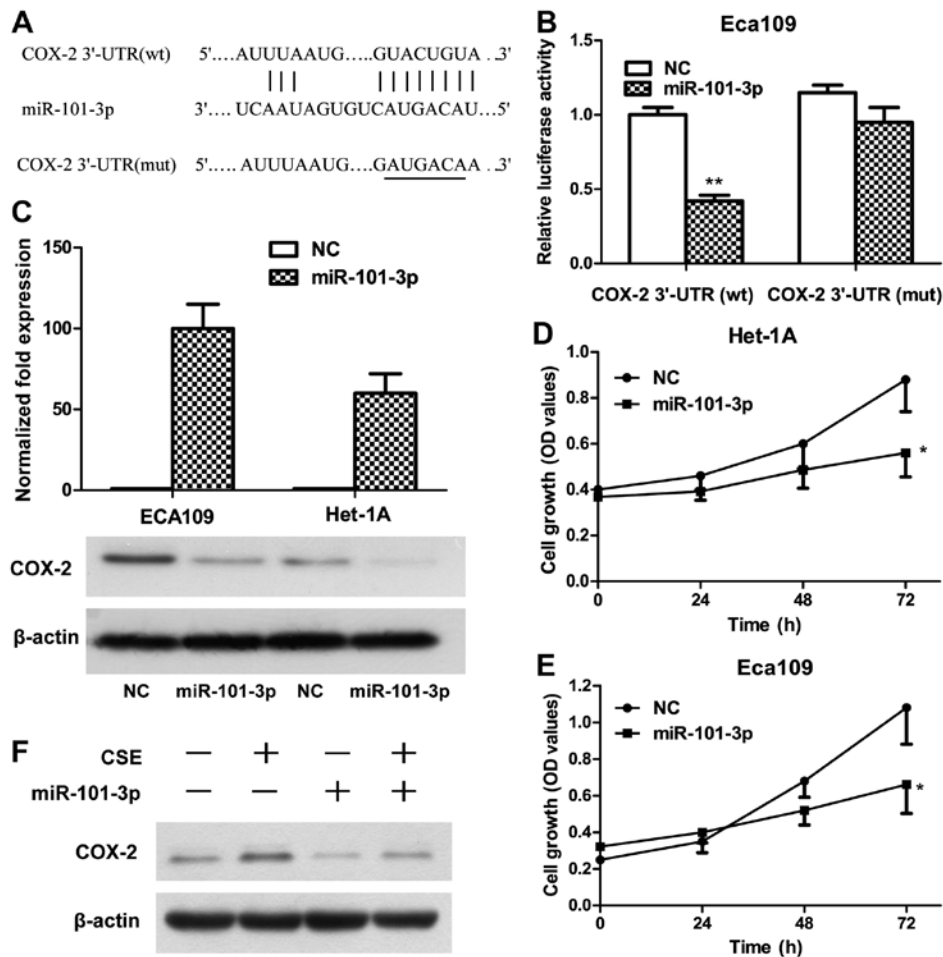 A
COX-2 3'-UTR(wt) 5'.....AUUUAAUG.....GUACUGUA...3'
miR-101-3p 3'.....UCAAUAGUGUCAUGACAU...5'
COX-2 3'-UTR(mut) 5'.....AUUUAAUG....GAUGACAA ...3'
B
Eca109
NC
miR-101-3p
Relative luciferase activity
1.5
1.0
0.5
0.0
**
COX-2 3'-UTR (wt) COX-2 3'-UTR (mut)
C
NC
miR-101-3p
Normalized fold expression
150
100
50
0
ECA109 Het-1A
COX-2
β-actin
NC miR-101-3p NC miR-101-3p
D
Het-1A
NC
miR-101-3p
Cell growth (OD values)
1.0
0.8
0.6
0.4
0.2
0.0
*
0 24 48 72
Time (h)
E
Eca109
NC
miR-101-3p
Cell growth (OD values)
1.2
1.0
0.8
0.6
0.4
0.2
0.0
*
0 24 48 72
Time (h)
F
CSE — + — +
miR-101-3p — — + +
COX-2
β-actin